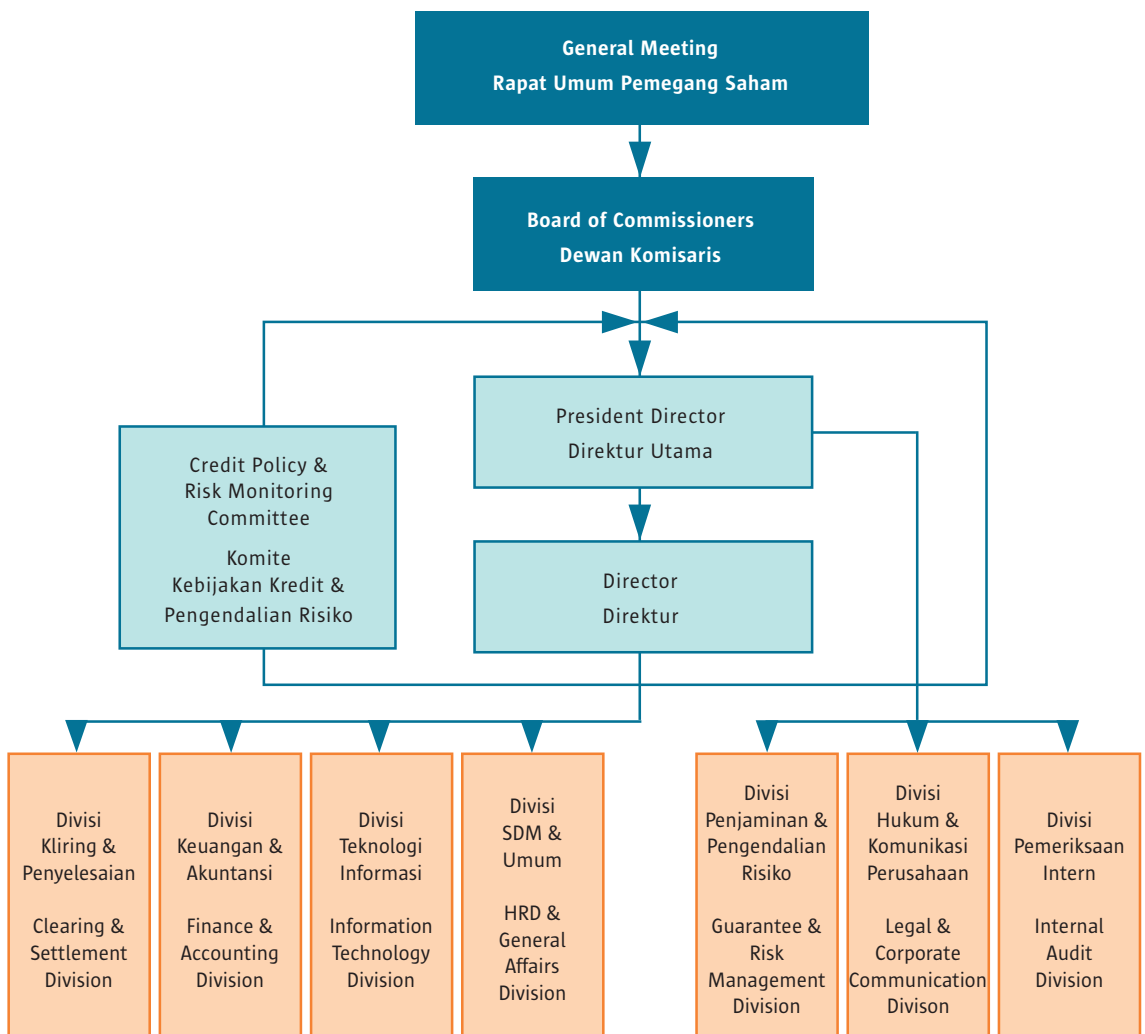 General Meeting
Rapat Umum Pemegang Saham
Board of Commissioners
Dewan Komisaris
President Director
Direktur Utama
Credit Policy &
Risk Monitoring
Committee
Komite
Kebijakan Kredit &
Pengendalian Risiko
Director
Direktur
Divisi
Kliring &
Penyelesaian
Clearing &
Settlement
Division
Divisi
Keuangan &
Akuntansi
Finance &
Accounting
Division
Divisi
Teknologi
Informasi
Information
Technology
Division
Divisi
SDM &
Umum
HRD &
General
Affairs
Division
Divisi
Penjaminan &
Pengendalian
Risiko
Guarantee &
Risk
Management
Division
Divisi
Hukum &
Komunikasi
Perusahaan
Legal &
Corporate
Communication
Divison
Divisi
Pemeriksaan
Intern
Internal
Audit
Division